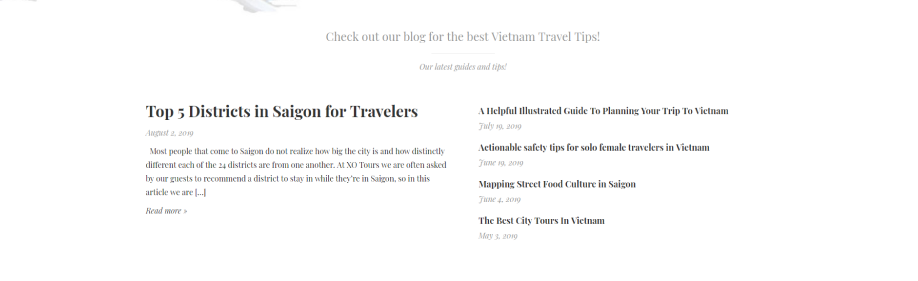 Check out our blog for the best Vietnam Travel Tips!
Our latest guides and tips!
Top 5 Districts in Saigon for Travelers
August 2, 2019
Most people that come to Saigon do not realize how big the city is and how distinctly
different each of the 24 districts are from one another. At XO Tours we are often asked
by our guests to recommend a district to stay in while they're in Saigon, so in this
article we are [...]
Read more »
A Helpful Illustrated Guide To Planning Your Trip To Vietnam
July 19, 2019
Actionable safety tips for solo female travelers in Vietnam
June 19, 2019
Mapping Street Food Culture in Saigon
June 4, 2019
The Best City Tours In Vietnam
May 3, 2019